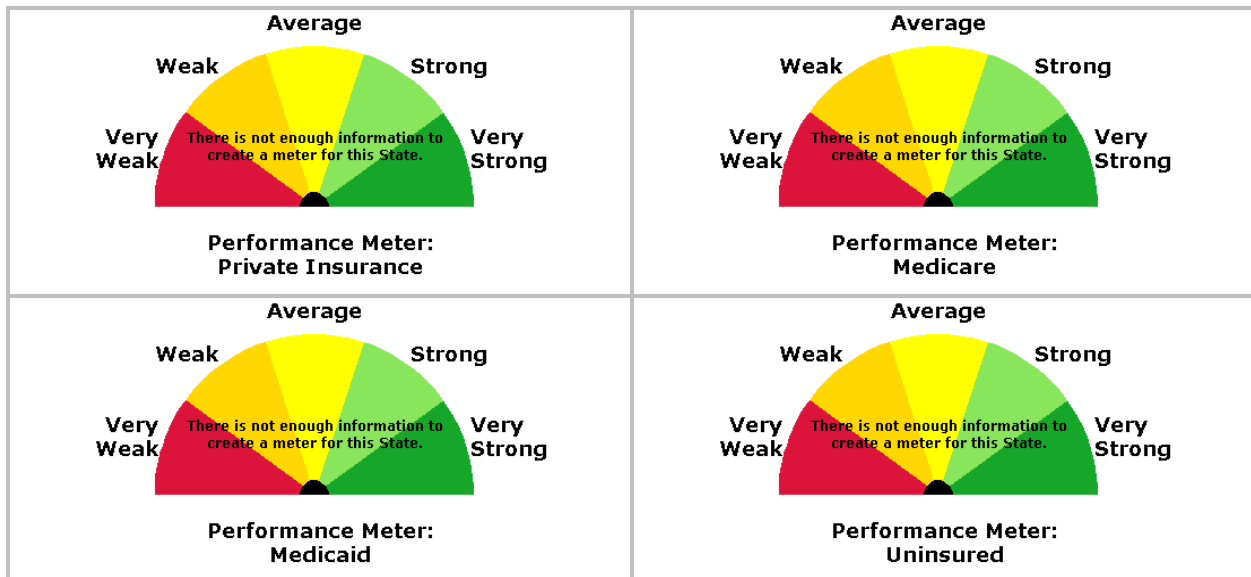 Average
Weak
Strong
Very
Weak
There is not enough information to
create a meter for this State.
Very
Strong
Performance Meter:
Private Insurance
Average
Weak
Strong
Very
Weak
There is not enough information to
create a meter for this State.
Very
Strong
Performance Meter:
Medicare
Average
Weak
Strong
Very
Weak
There is not enough information to
create a meter for this State.
Very
Strong
Performance Meter:
Medicaid
Average
Weak
Strong
Very
Weak
There is not enough information to
create a meter for this State.
Very
Strong
Performance Meter:
Uninsured